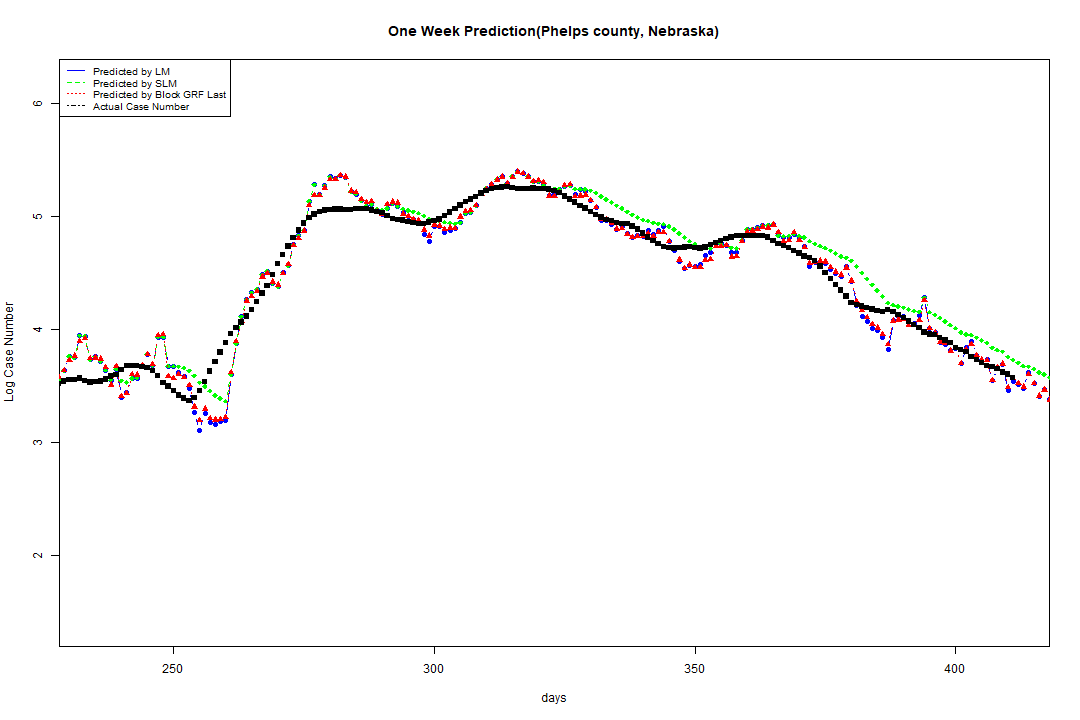 One Week Prediction(Phelps county, Nebraska)
Predicted by LM
Predicted by SLM
Predicted by Block GRF Last
Actual Case Number
6
5
4
3
2
Log Case Number
250
300
350
400
days